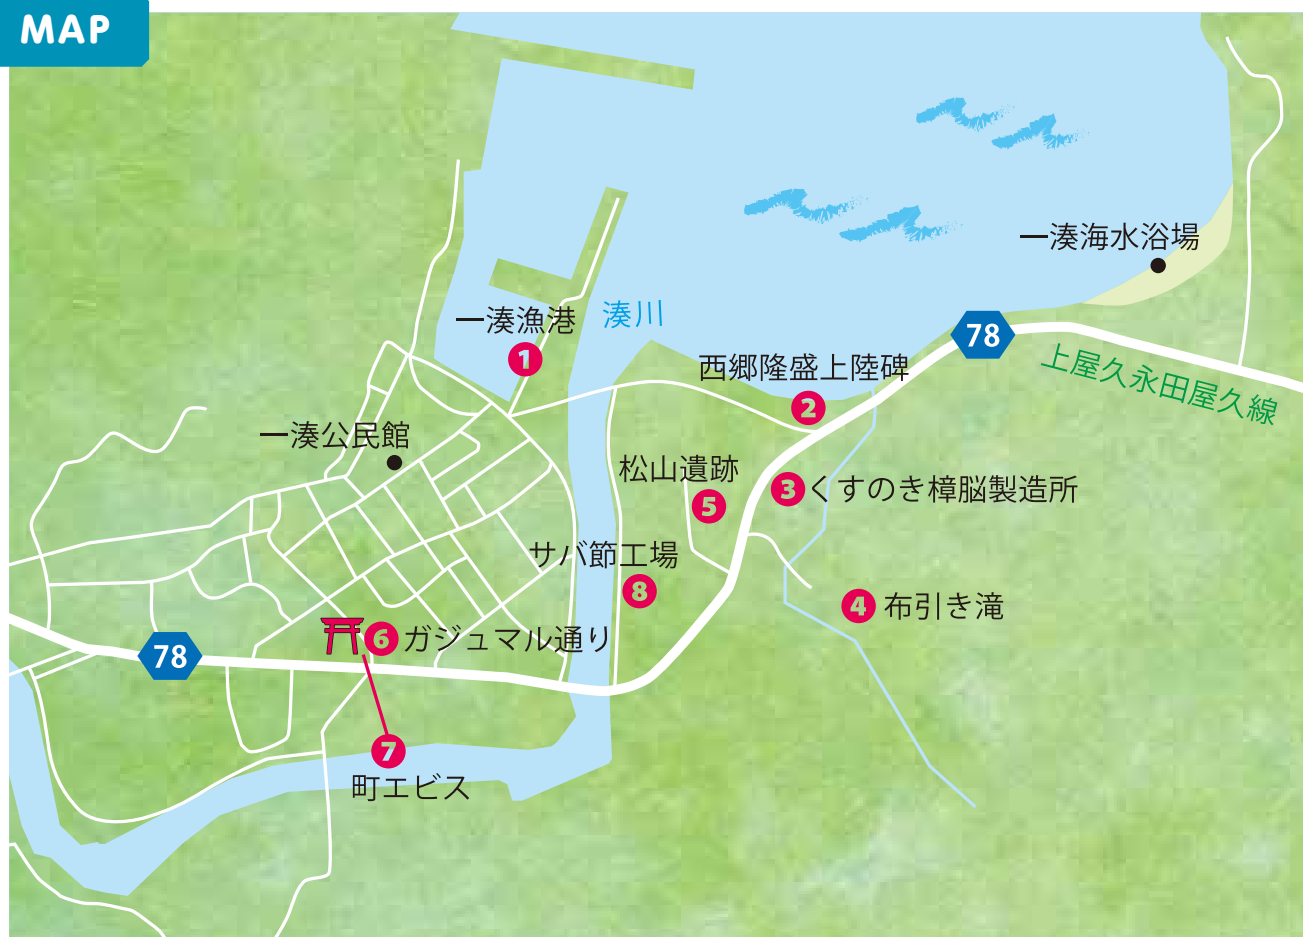 MAP
一湊海水浴場
一湊漁港
1
湊川
78
上屋久永田屋久線
西郷隆盛上陸碑
2
一湊公民館
松山遺跡
5
3 くすのき樟脳製造所
サバ節工場
8
4 布引き滝
6 ガジュマル通り
78
7
町エビス